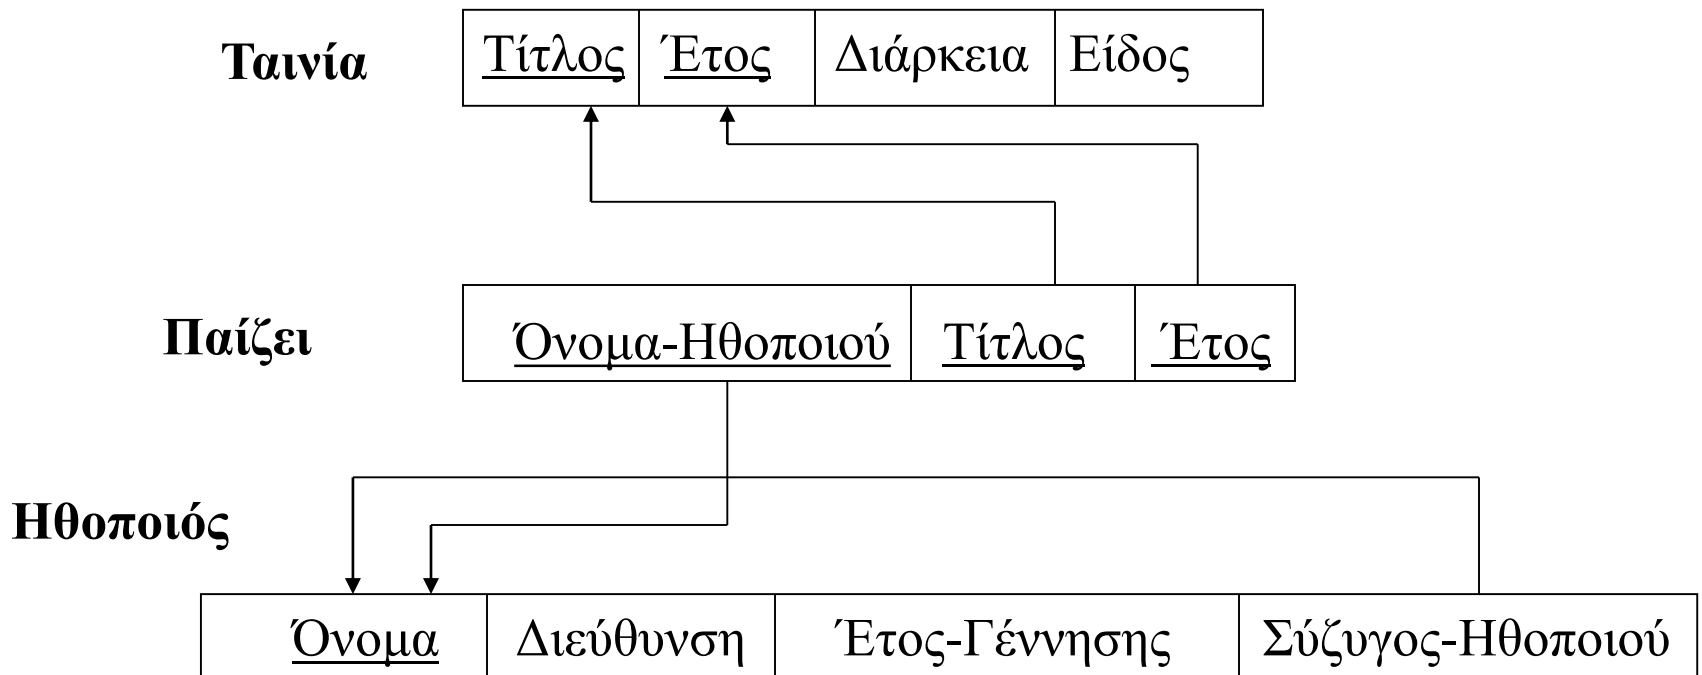 Ταινία Τίτλος Έτος Διάρκεια Είδος
Παίζει Όνομα-Ηθοποιού Τίτλος Έτος
Ηθοποιός
Όνομα Διεύθυνση Έτος-Γέννησης Σύζυγος-Ηθοποιού